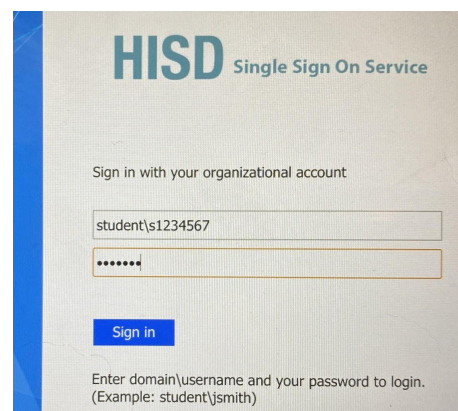 HISD Single Sign On Service
Sign in with your organizational account
student\s1234567
•••••••
Sign in
Enter domain\username and your password to login.
(Example: student\jsmith)